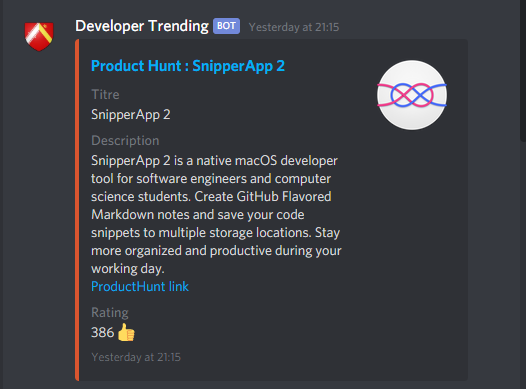 Developer Trending BOT Yesterday at 21:15
Product Hunt : SnipperApp 2
Titre
SnipperApp 2
Description
SnipperApp 2 is a native macOS developer
tool for software engineers and computer
science students. Create GitHub Flavored
Markdown notes and save your code
snippets to multiple storage locations. Stay
more organized and productive during your
working day.
ProductHunt link
Rating
386 👍
Yesterday at 21:15